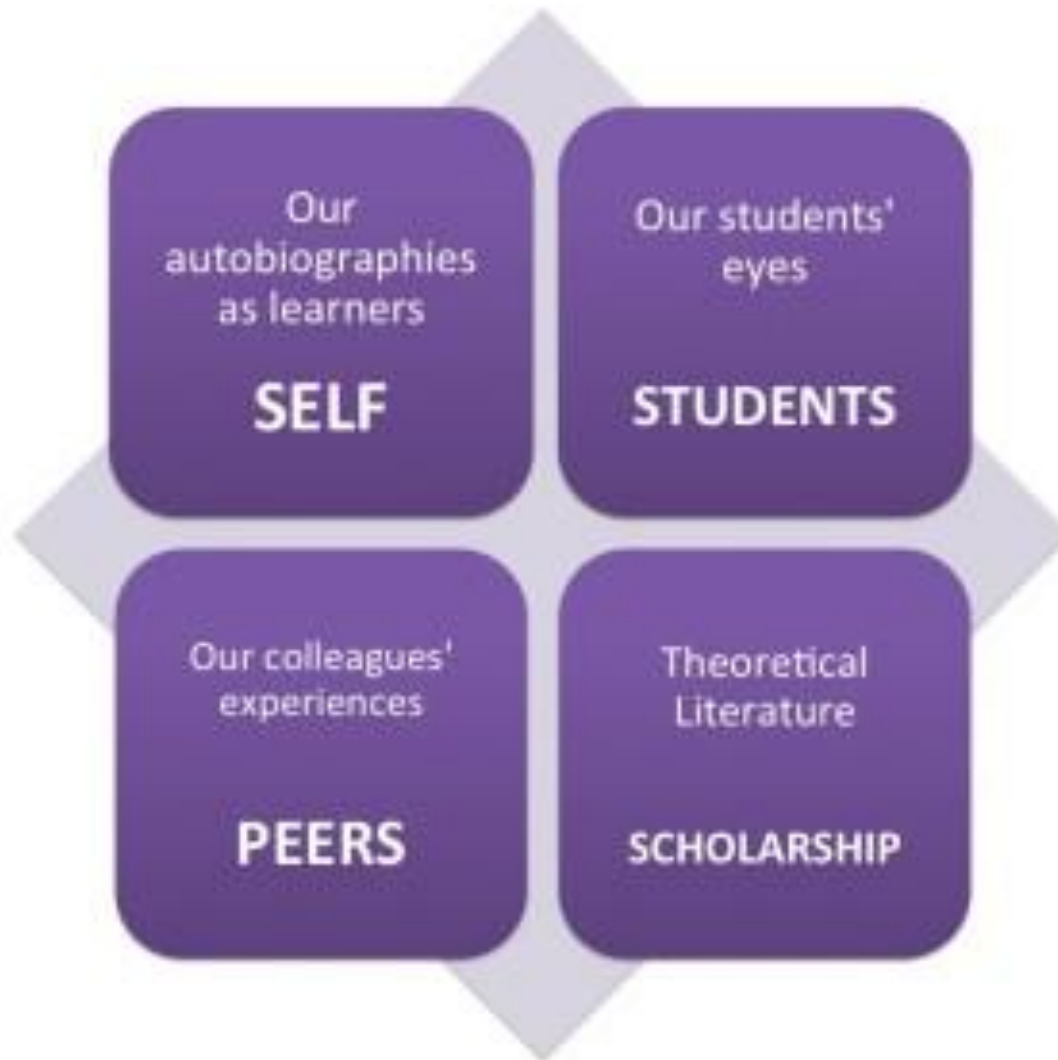 Our
autobiographies
as learners
SELF
Our students'
eyes
STUDENTS
Our colleagues'
experiences
PEERS
Theoretical
Literature
SCHOLARSHIP